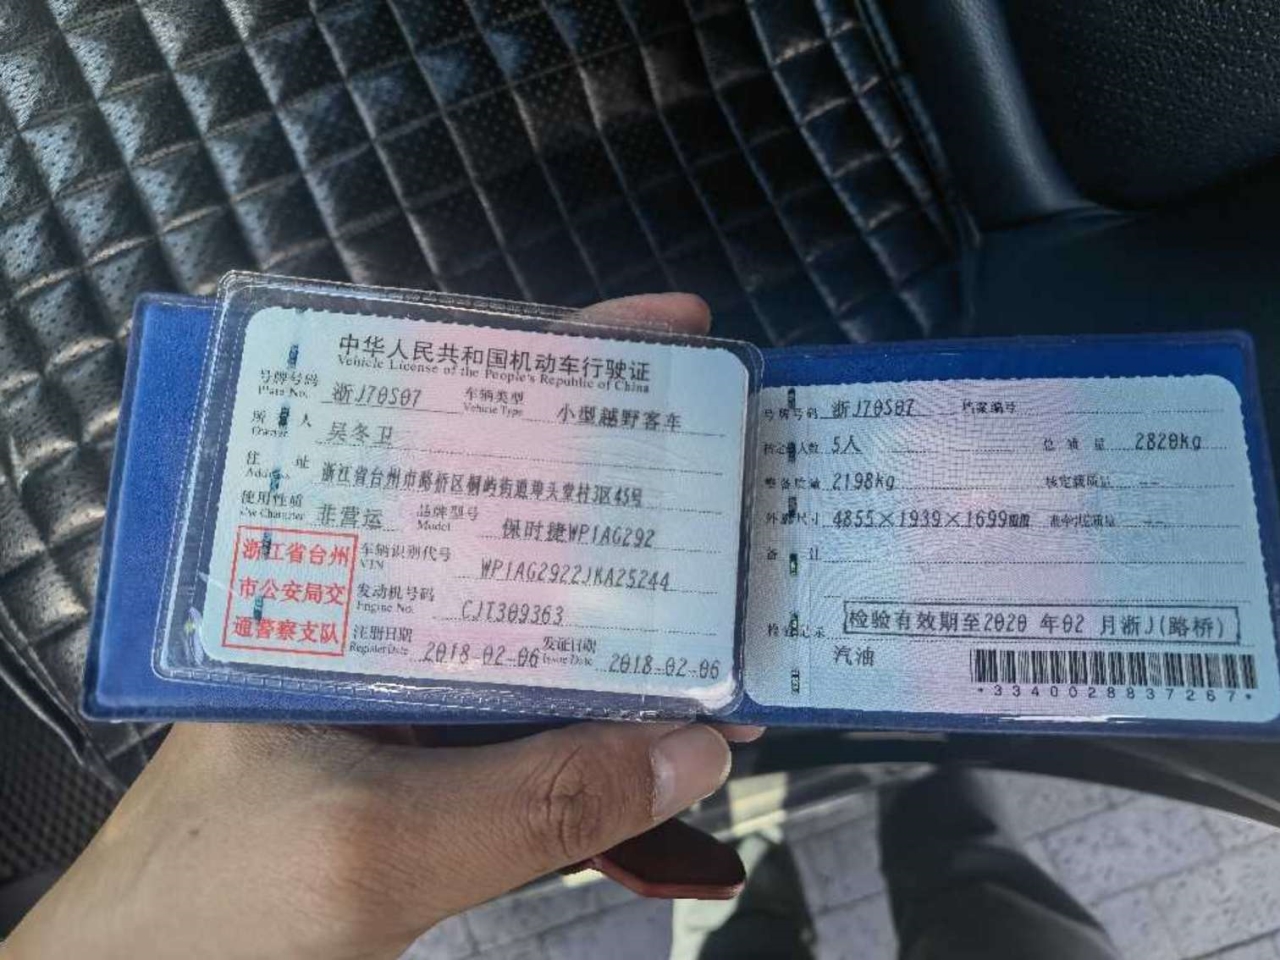 中华人民共和国机动车行驶证
Vehicle License of the People's Republic of China
号牌号码 浙J70S07 车辆类型 小型越野客车
Plate No. Vehicle Type
所 人 吴冬卫
Owner
住 址 浙江省台州市路桥区桐屿街道埠头堂村3区45号
Address
使用性质 非营运 品牌型号 保时捷WP1AG292
Use Character Model
浙江省台州
市公安局交
通警察支队
车辆识别代号 WP1AG2922JKA25244
VIN
发动机号码 CJT309363
Engine No.
注册日期 2018-02-06 发证日期 2018-02-06
Register Date Issue Date
号牌号码 浙J70S07 档案编号
核定载人数 5人 总质量 2820kg
整备质量 2198kg 核定载质量 --
外廓尺寸 4855×1939×1699mm 准牵引总质量 --
备 注
检验记录 检验有效期至2020 年02 月浙J(路桥)
汽油
*3340028837267*